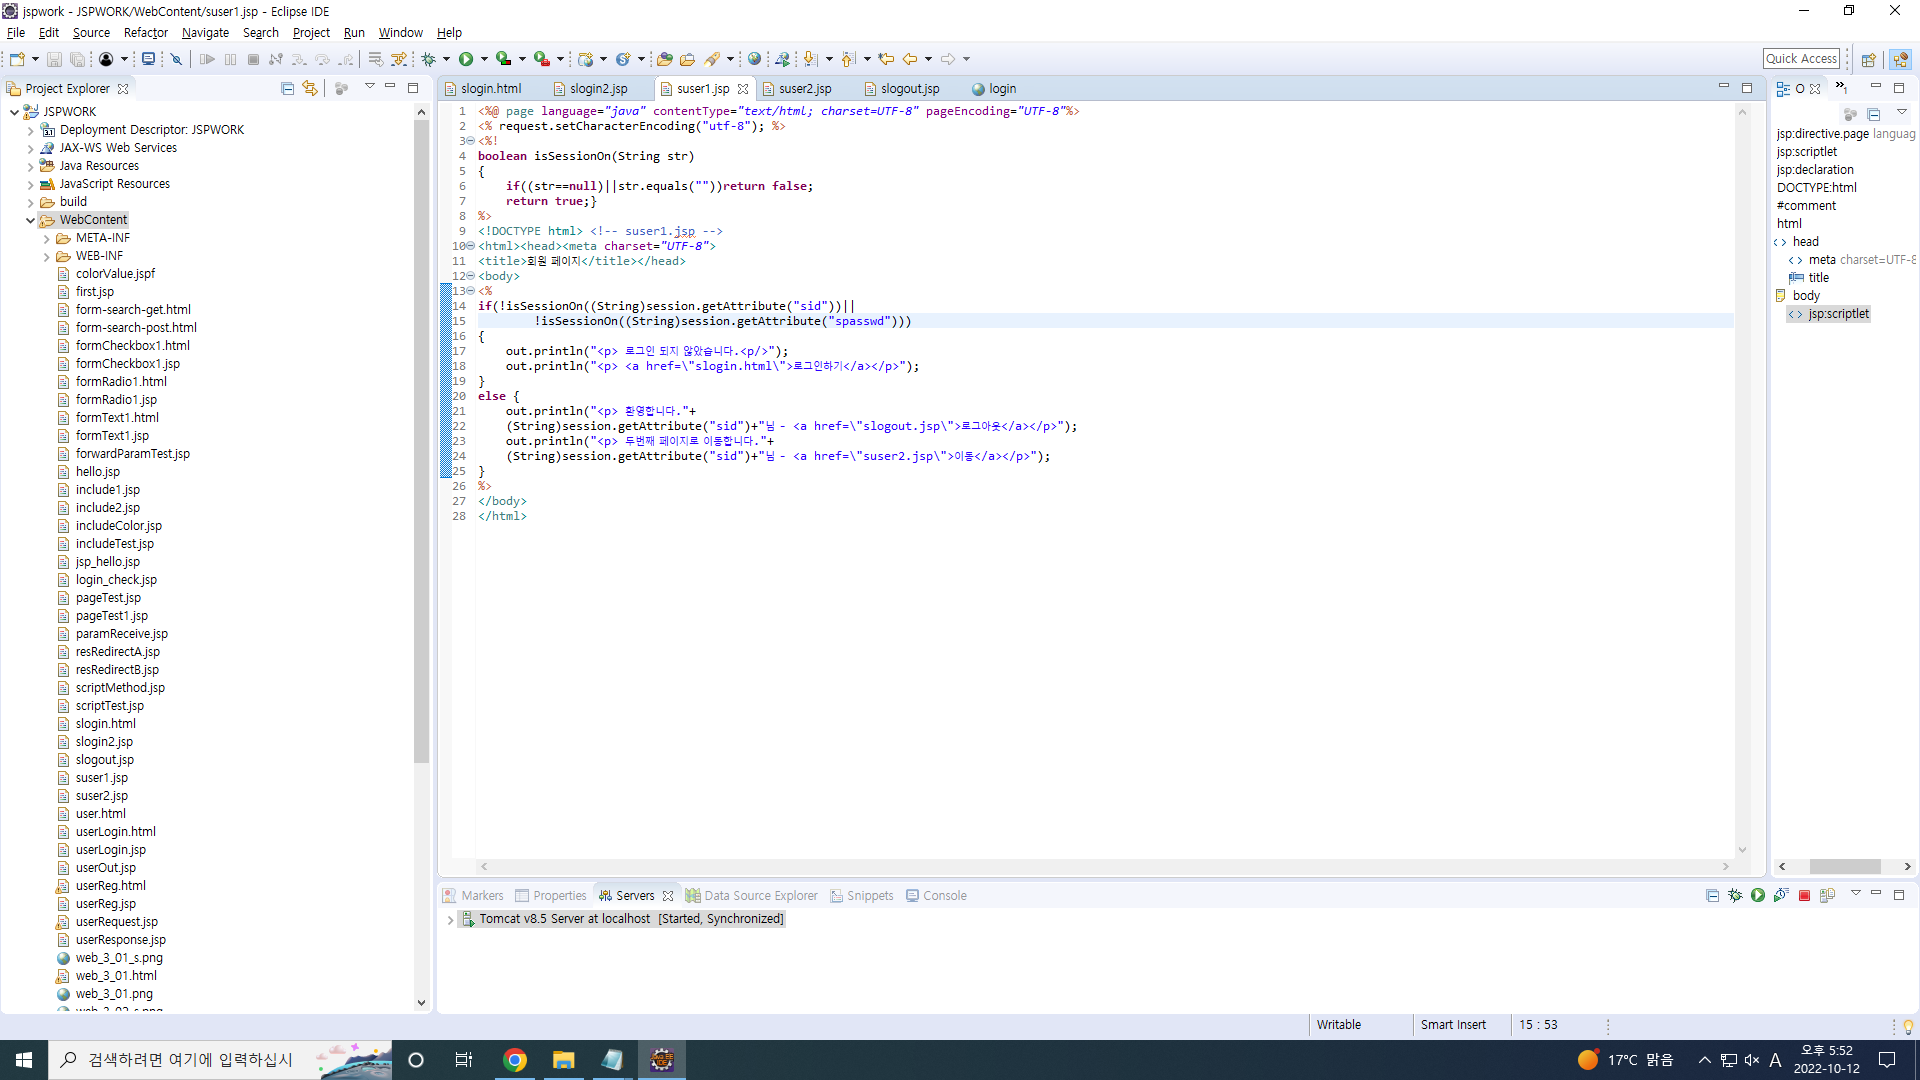 jspwork - JSPWORK/WebContent/suser1.jsp - Eclipse IDE
File Edit Source Refactor Navigate Search Project Run Window Help
Quick Access
Project Explorer
JSPWORK
Deployment Descriptor: JSPWORK
JAX-WS Web Services
Java Resources
JavaScript Resources
build
WebContent
META-INF
WEB-INF
colorValue.jspf
first.jsp
form-search-get.html
form-search-post.html
formCheckbox1.html
formCheckbox1.jsp
formRadio1.html
formRadio1.jsp
formText1.html
formText1.jsp
forwardParamTest.jsp
hello.jsp
include1.jsp
include2.jsp
includeColor.jsp
includeTest.jsp
jsp_hello.jsp
login_check.jsp
pageTest.jsp
pageTest1.jsp
paramReceive.jsp
resRedirectA.jsp
resRedirectB.jsp
scriptMethod.jsp
scriptTest.jsp
slogin.html
slogin2.jsp
slogout.jsp
suser1.jsp
suser2.jsp
user.html
userLogin.html
userLogin.jsp
userOut.jsp
userReg.html
userReg.jsp
userRequest.jsp
userResponse.jsp
web_3_01_s.png
web_3_01.html
web_3_01.png
slogin.html slogin2.jsp suser1.jsp suser2.jsp slogout.jsp login
1 <%@ page language="java" contentType="text/html; charset=UTF-8" pageEncoding="UTF-8"%>
2 <% request.setCharacterEncoding("utf-8"); %>
3 <%!
4 boolean isSessionOn(String str)
5 {
6 if((str==null)||str.equals(""))return false;
7 return true;}
8 %>
9 <!DOCTYPE html> <!-- suser1.jsp -->
10 <html><head><meta charset="UTF-8">
11 <title>회원 페이지</title></head>
12 <body>
13 <%
14 if(!isSessionOn((String)session.getAttribute("sid"))||
15 !isSessionOn((String)session.getAttribute("spasswd")))
16 {
17 out.println("<p> 로그인 되지 않았습니다.<p/>");
18 out.println("<p> <a href=\"slogin.html\">로그인하기</a></p>");
19 }
20 else {
21 out.println("<p> 환영합니다."+
22 (String)session.getAttribute("sid")+"님 - <a href=\"slogout.jsp\">로그아웃</a></p>");
23 out.println("<p> 두번째 페이지로 이동합니다."+
24 (String)session.getAttribute("sid")+"님 - <a href=\"suser2.jsp\">이동</a></p>");
25 }
26 %>
27 </body>
28 </html>
O
jsp:directive.page languag
jsp:scriptlet
jsp:declaration
DOCTYPE:html
#comment
html
head
meta charset=UTF-8
title
body
jsp:scriptlet
Markers Properties Servers Data Source Explorer Snippets Console
Tomcat v8.5 Server at localhost [Started, Synchronized]
Writable Smart Insert 15 : 53
검색하려면 여기에 입력하십시
17°C 맑음
A
오후 5:52
2022-10-12